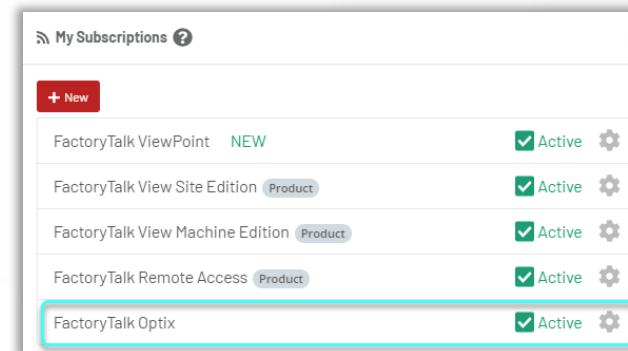 My Subscriptions ?
+ New
FactoryTalk ViewPoint NEW Active
FactoryTalk View Site Edition Product Active
FactoryTalk View Machine Edition Product Active
FactoryTalk Remote Access Product Active
FactoryTalk Optix Active